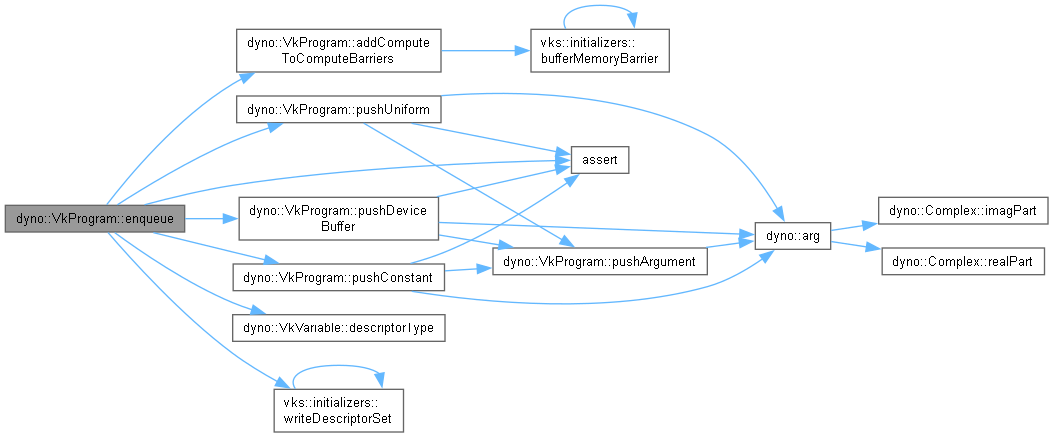 dyno::VkProgram::addCompute
ToComputeBarriers
vks::initializers::
bufferMemoryBarrier
dyno::VkProgram::pushUniform
assert
dyno::VkProgram::enqueue
dyno::VkProgram::pushDevice
Buffer
dyno::arg
dyno::Complex::imagPart
dyno::Complex::realPart
dyno::VkProgram::pushArgument
dyno::VkProgram::pushConstant
dyno::VkVariable::descriptorType
vks::initializers::
writeDescriptorSet